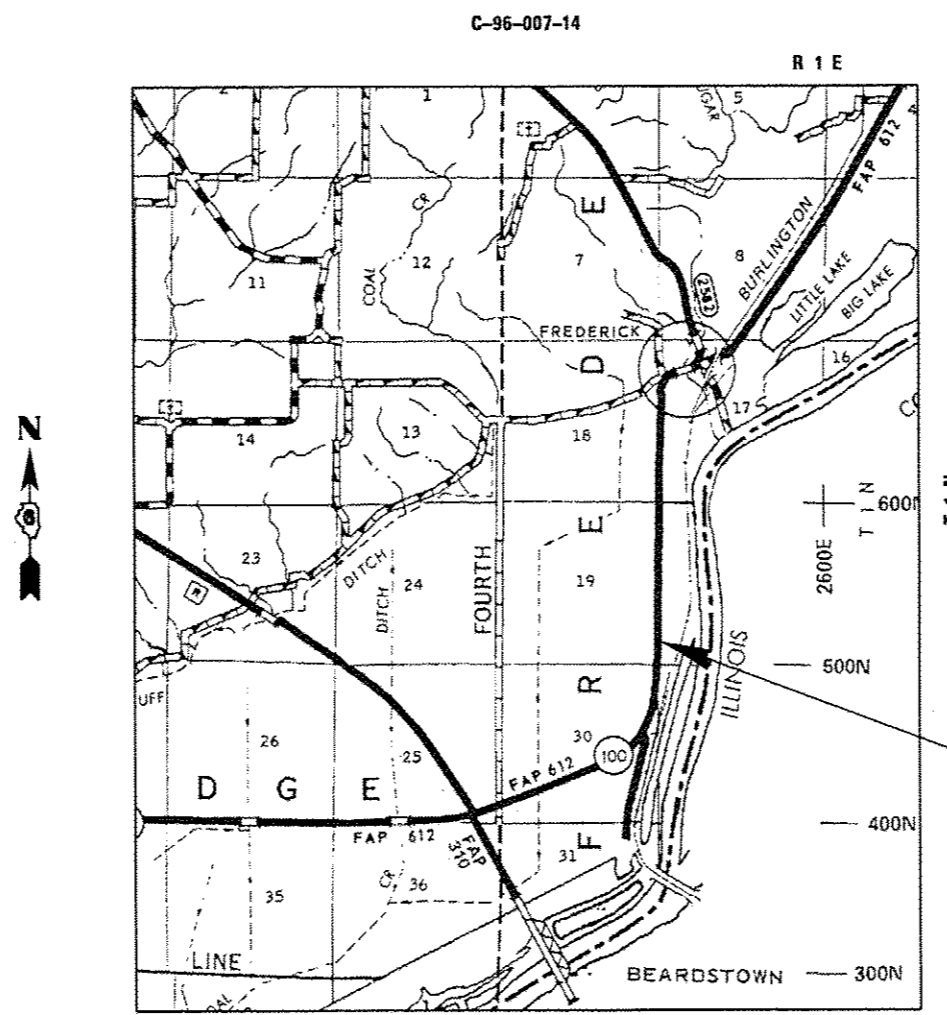 C-96-007-14
R 1 E
2
1
5
FAP 612
BURLINGTON
E
CR
12
7
8
11
COAL
2582
LITTLE LAKE
BIG LAKE
FREDERICK
D
16
17
14
13
18
N
E
600N
T I N
2600E
23
DITCH
24
DITCH
FOURTH
19
R
500N
ILLINOIS
UFF
26
25
30
100
FAP 612
D G E
FAP 612
FAP 310
F
400N
31
35
CR
36
LINE
BEARDSTOWN
300N